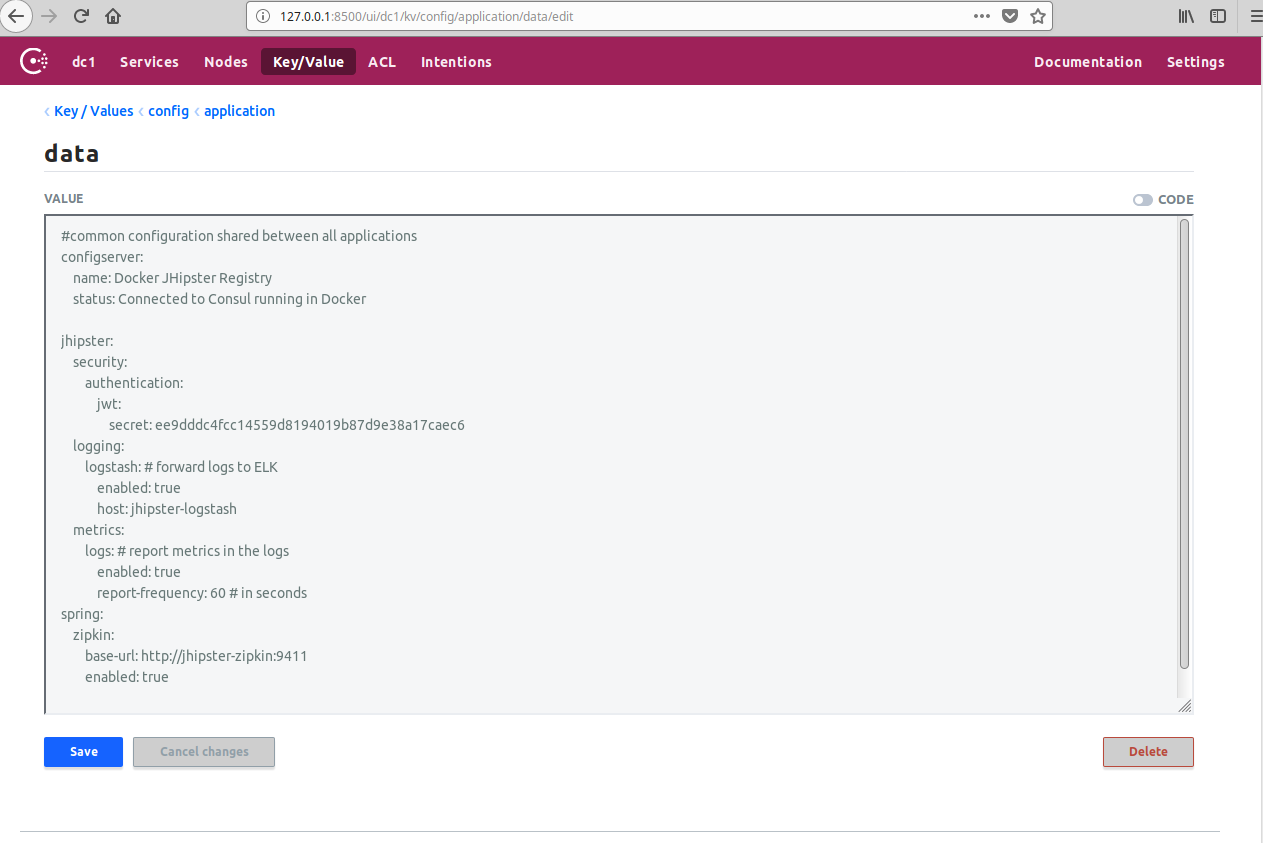 127.0.0.1:8500/ui/dc1/kv/config/application/data/edit
dc1 Services Nodes Key/Value ACL Intentions Documentation Settings
‹ Key / Values ‹ config ‹ application
data
VALUE
CODE
#common configuration shared between all applications
configserver:
    name: Docker JHipster Registry
    status: Connected to Consul running in Docker

jhipster:
    security:
        authentication:
            jwt:
                secret: ee9dddc4fcc14559d8194019b87d9e38a17caec6
    logging:
        logstash: # forward logs to ELK
            enabled: true
            host: jhipster-logstash
    metrics:
        logs: # report metrics in the logs
            enabled: true
            report-frequency: 60 # in seconds
spring:
    zipkin:
        base-url: http://jhipster-zipkin:9411
        enabled: true
Save Cancel changes Delete